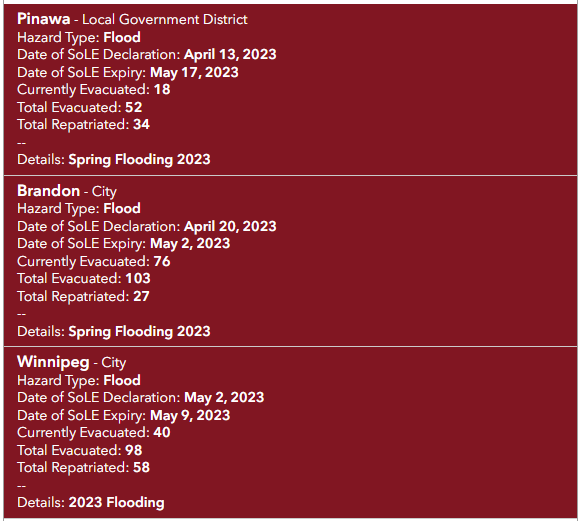 Pinawa - Local Government District
Hazard Type: Flood
Date of SoLE Declaration: April 13, 2023
Date of SoLE Expiry: May 17, 2023
Currently Evacuated: 18
Total Evacuated: 52
Total Repatriated: 34
--
Details: Spring Flooding 2023
Brandon - City
Hazard Type: Flood
Date of SoLE Declaration: April 20, 2023
Date of SoLE Expiry: May 2, 2023
Currently Evacuated: 76
Total Evacuated: 103
Total Repatriated: 27
--
Details: Spring Flooding 2023
Winnipeg - City
Hazard Type: Flood
Date of SoLE Declaration: May 2, 2023
Date of SoLE Expiry: May 9, 2023
Currently Evacuated: 40
Total Evacuated: 98
Total Repatriated: 58
--
Details: 2023 Flooding